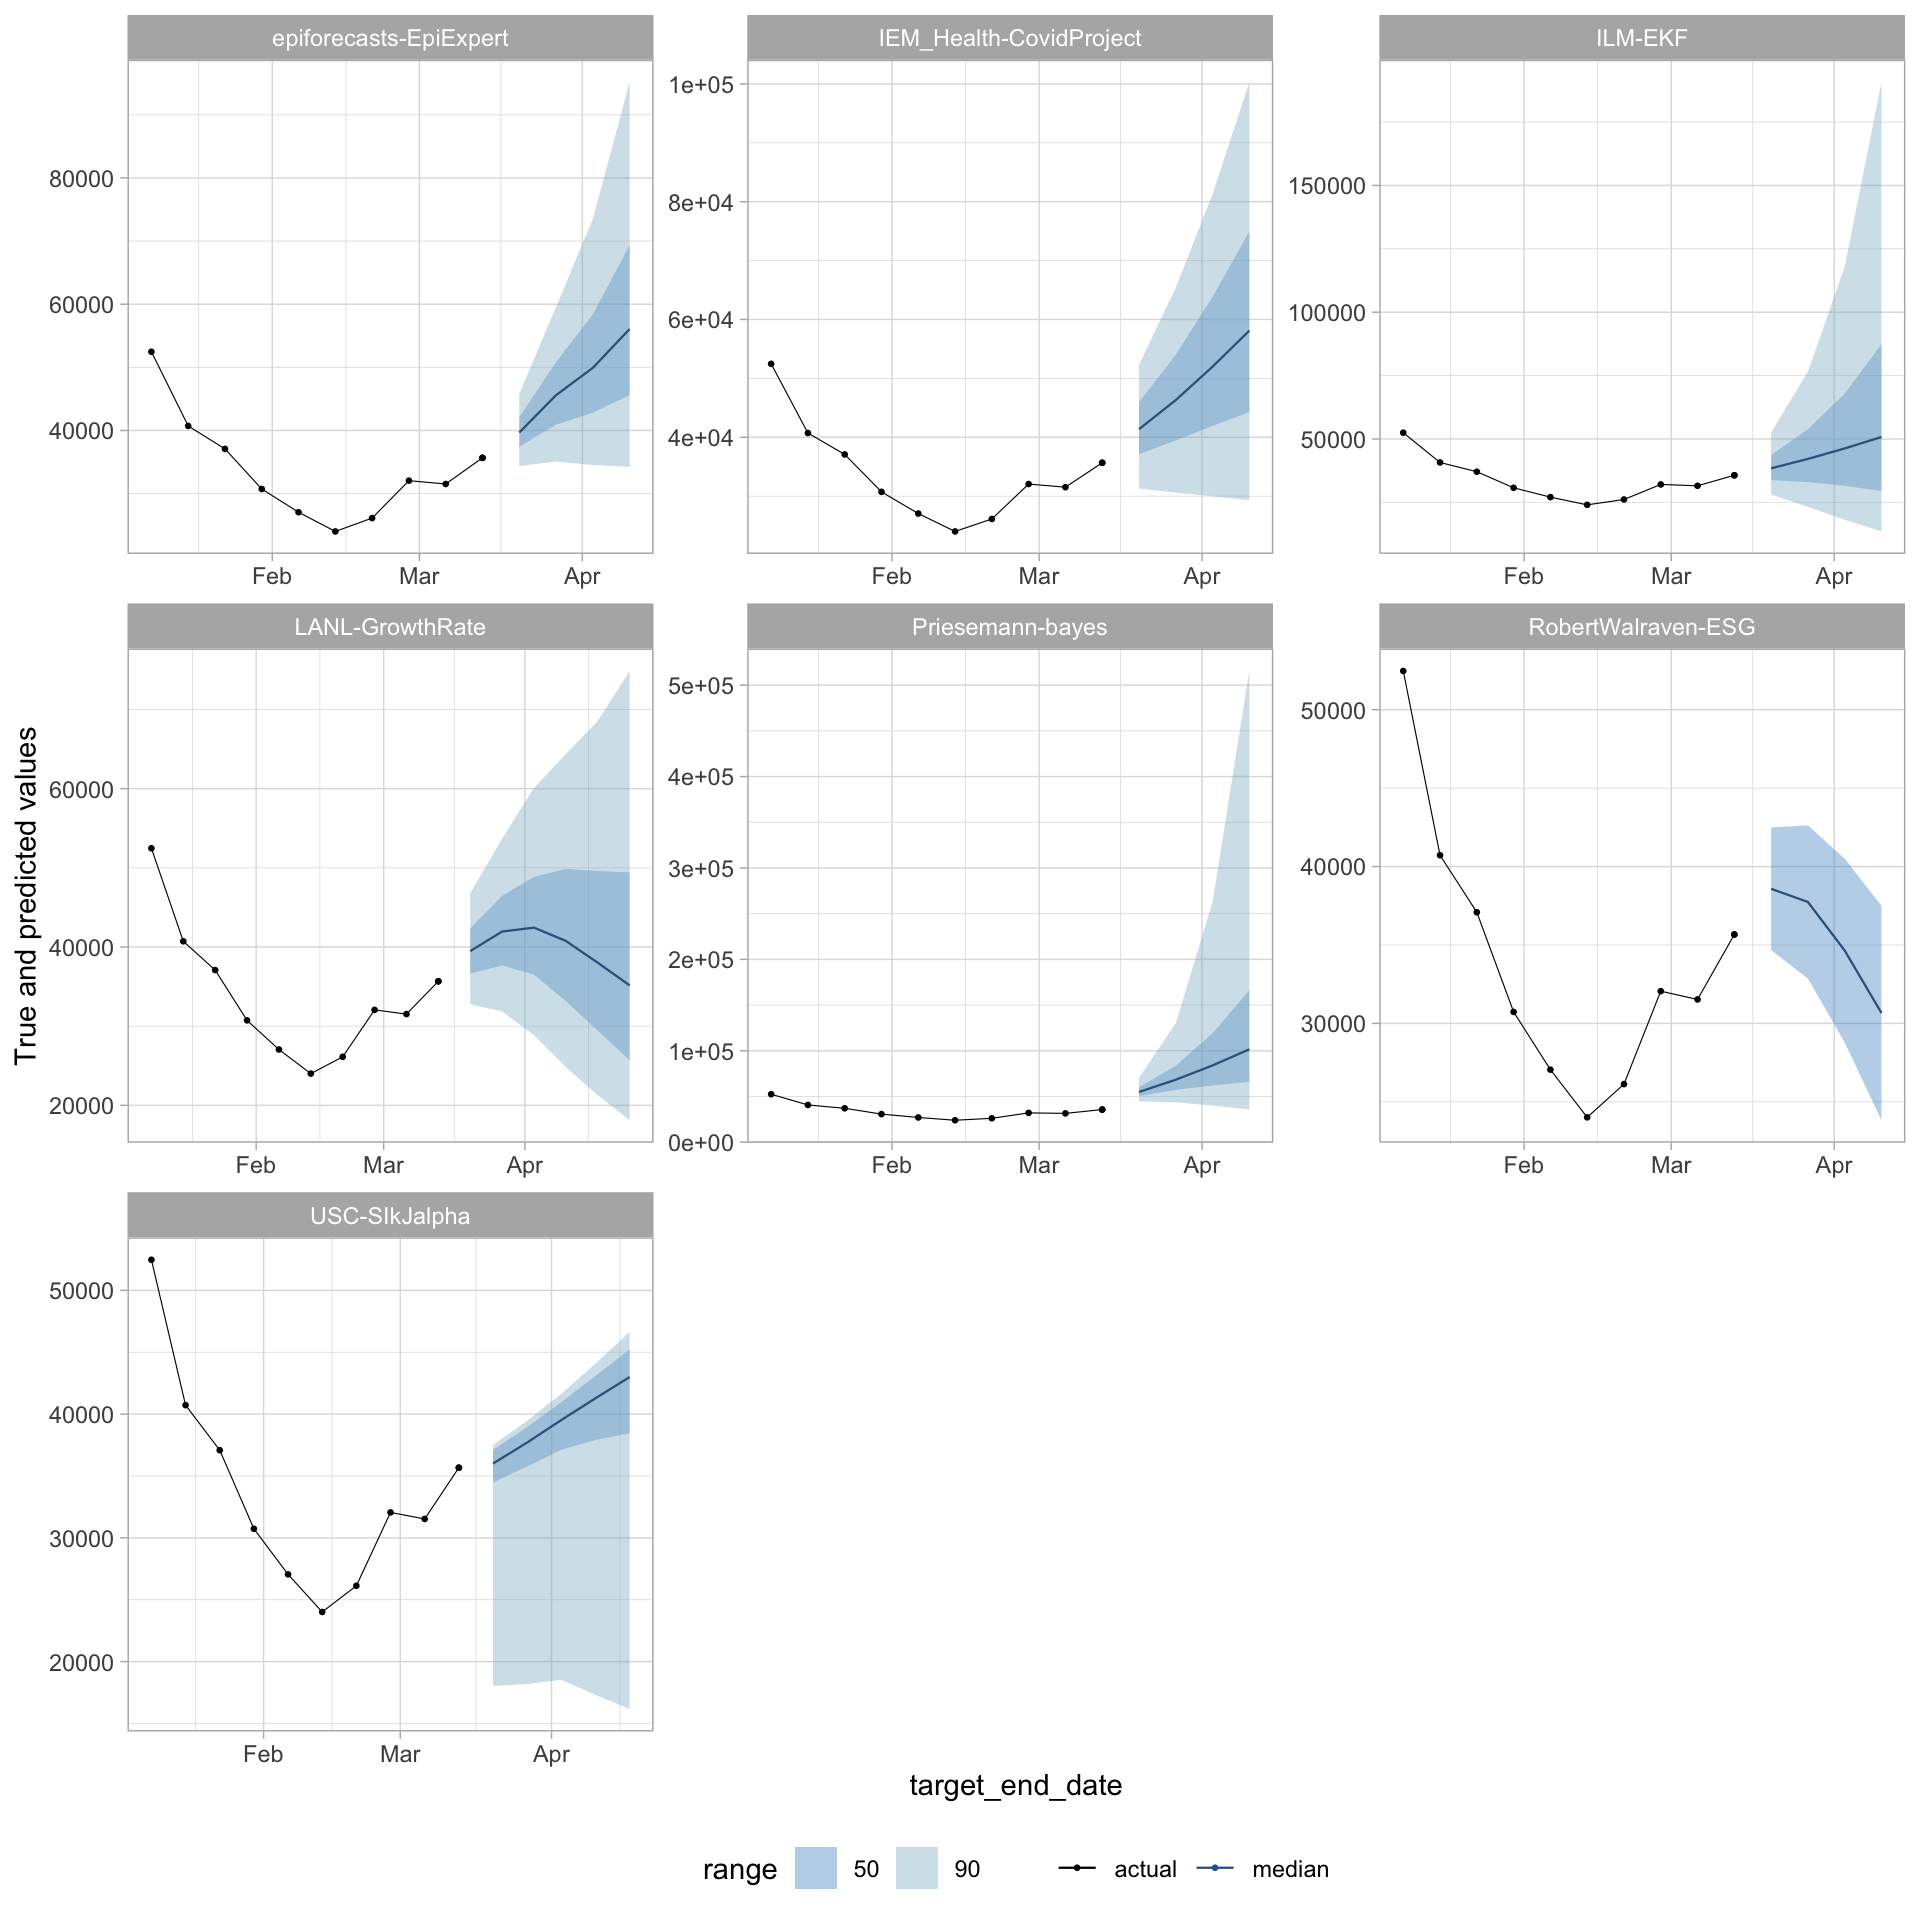 epiforecasts-EpiExpert
IEM_Health-CovidProject
ILM-EKF
80000
60000
40000
1e+05
8e+04
6e+04
4e+04
150000
100000
50000
Feb Mar Apr
Feb Mar Apr
Feb Mar Apr
LANL-GrowthRate
Priesemann-bayes
RobertWalraven-ESG
True and predicted values
60000
40000
20000
5e+05
4e+05
3e+05
2e+05
1e+05
0e+00
50000
40000
30000
Feb Mar Apr
Feb Mar Apr
Feb Mar Apr
USC-SIkJalpha
50000
40000
30000
20000
Feb Mar Apr
target_end_date
range 50 90 actual median